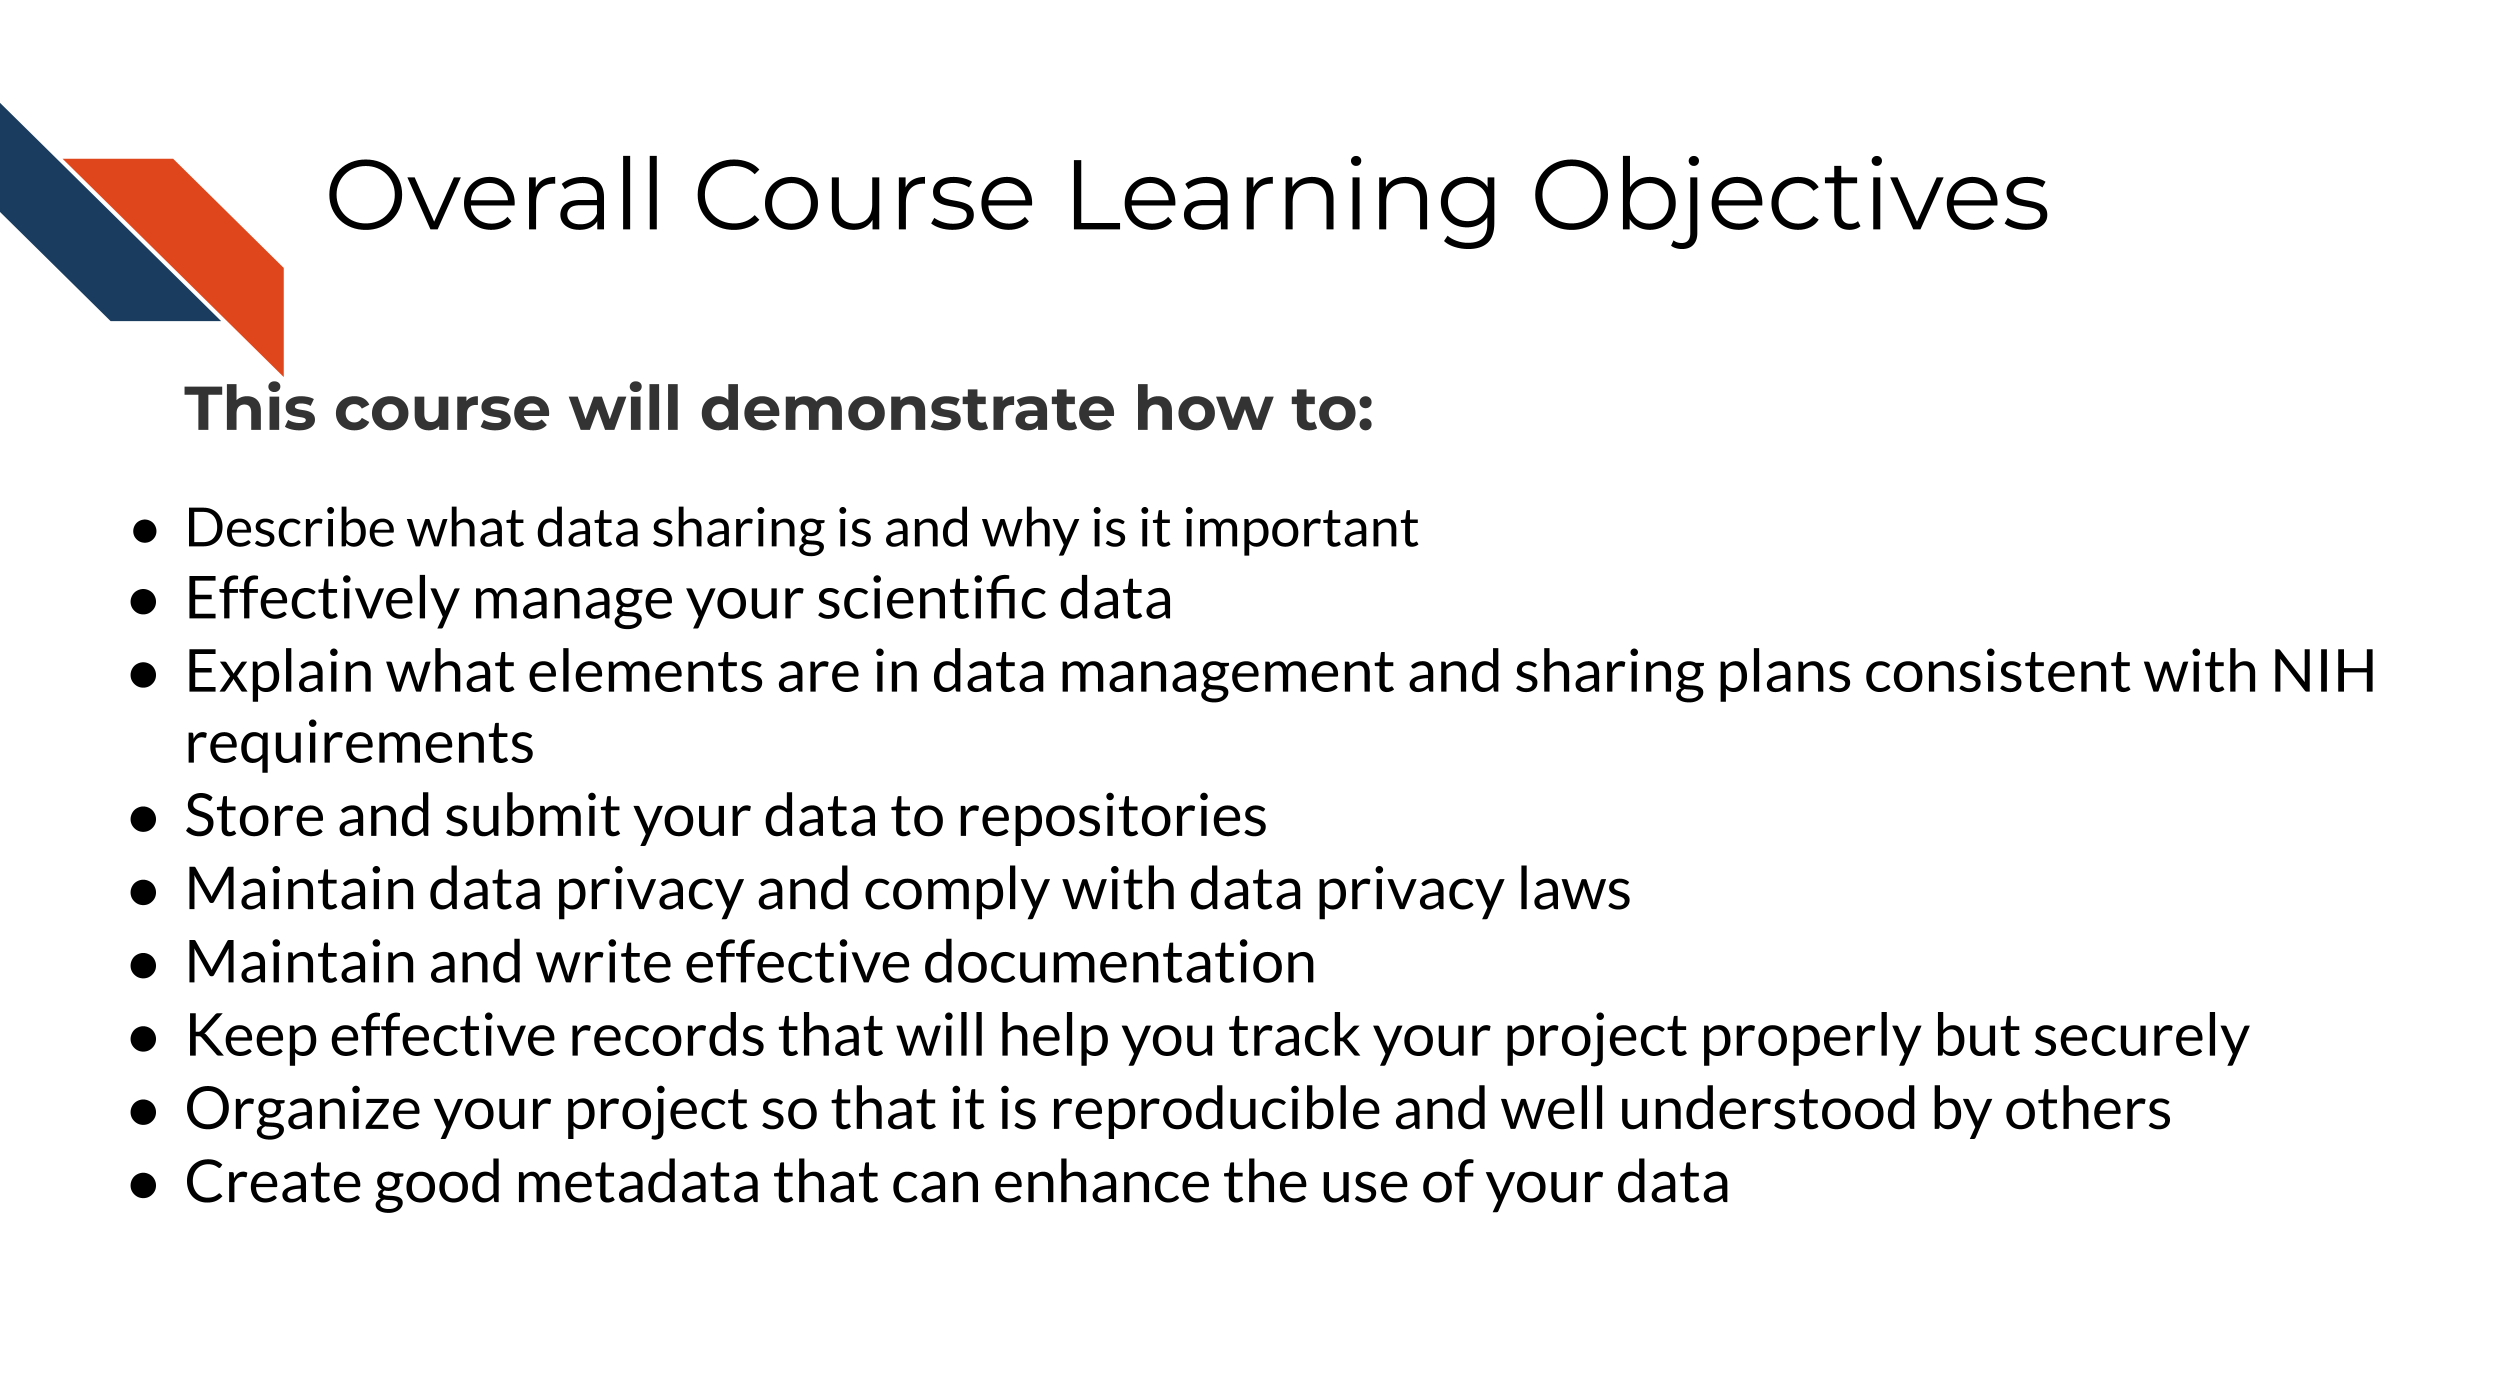 Overall Course Learning Objectives
This course will demonstrate how to:
● Describe what data sharing is and why is it important
● Effectively manage your scientific data
● Explain what elements are in data management and sharing plans consistent with NIH
requirements
● Store and submit your data to repositories
● Maintain data privacy and comply with data privacy laws
● Maintain and write effective documentation
● Keep effective records that will help you track your project properly but securely
● Organize your project so that it is reproducible and well understood by others
● Create good metadata that can enhance the use of your data